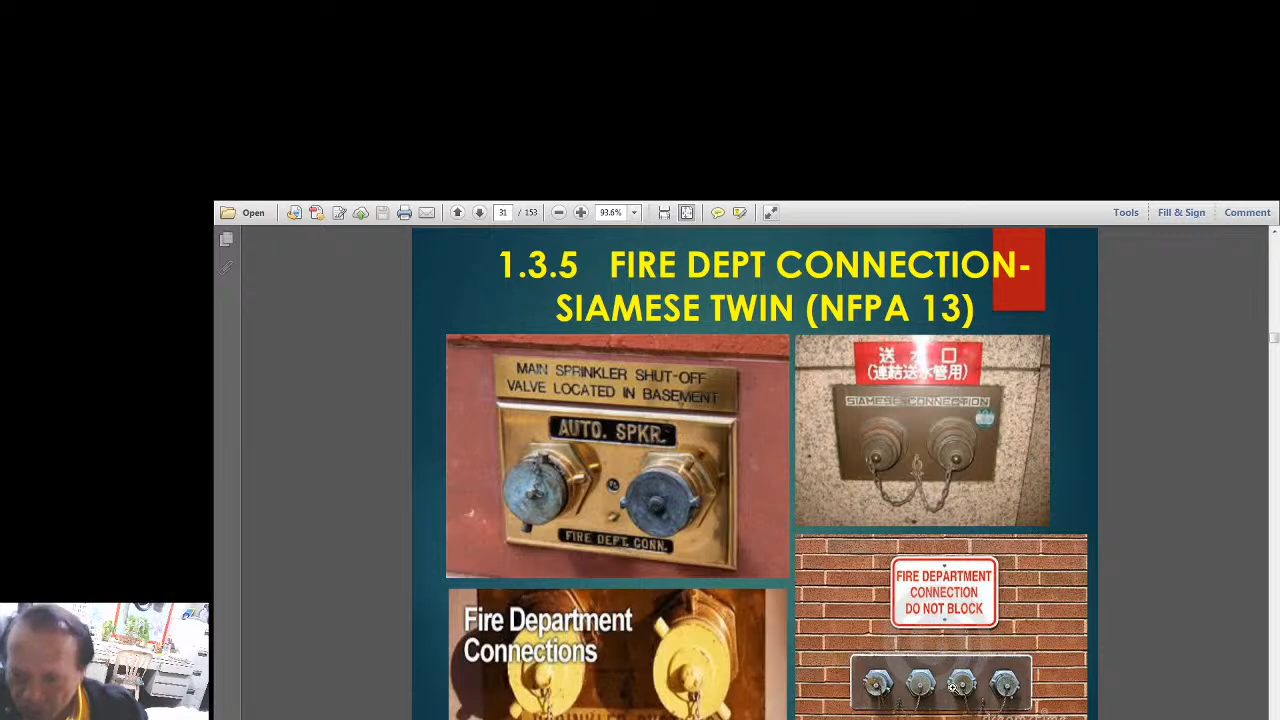 Open
31
/ 153
93.6%
Tools
Fill & Sign
Comment
1.3.5 FIRE DEPT CONNECTION-
SIAMESE TWIN (NFPA 13)
MAIN SPRINKLER SHUT-OFF
VALVE LOCATED IN BASEMENT
AUTO. SPKR.
FIRE DEPT. CONN.
送水口
(連結送水管用)
SIAMESE CONNECTION
Fire Department
Connections
FIRE DEPARTMENT
CONNECTION
DO NOT BLOCK